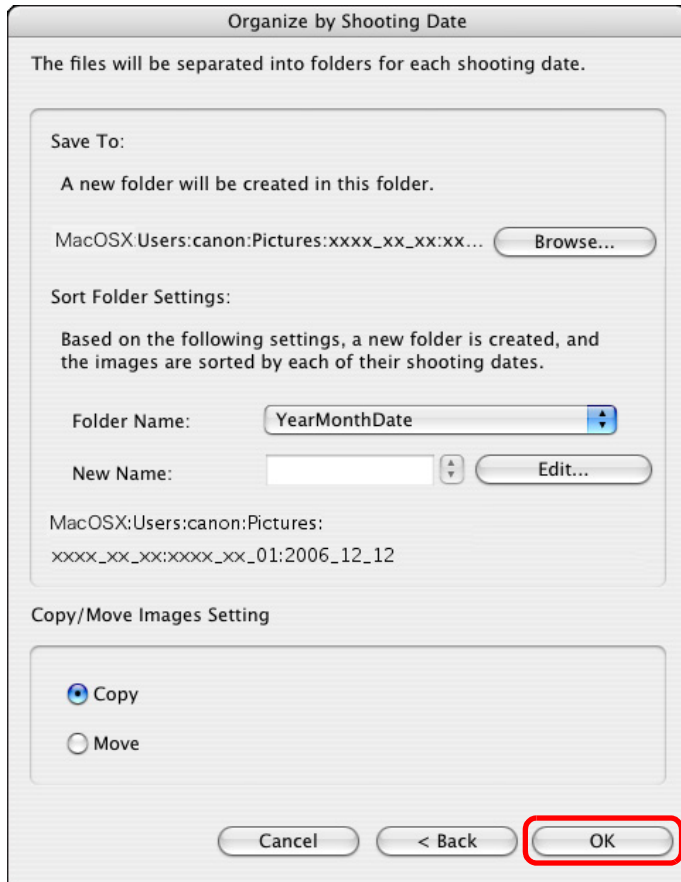 Organize by Shooting Date
The files will be separated into folders for each shooting date.
Save To:
A new folder will be created in this folder.
MacOSX:Users:canon:Pictures:xxxx_xx_xx:xx... Browse...
Sort Folder Settings:
Based on the following settings, a new folder is created, and
the images are sorted by each of their shooting dates.
Folder Name: YearMonthDate
New Name: Edit...
MacOSX:Users:canon:Pictures:
xxxx_xx_xx:xxxx_xx_01:2006_12_12
Copy/Move Images Setting
Copy
Move
Cancel < Back OK